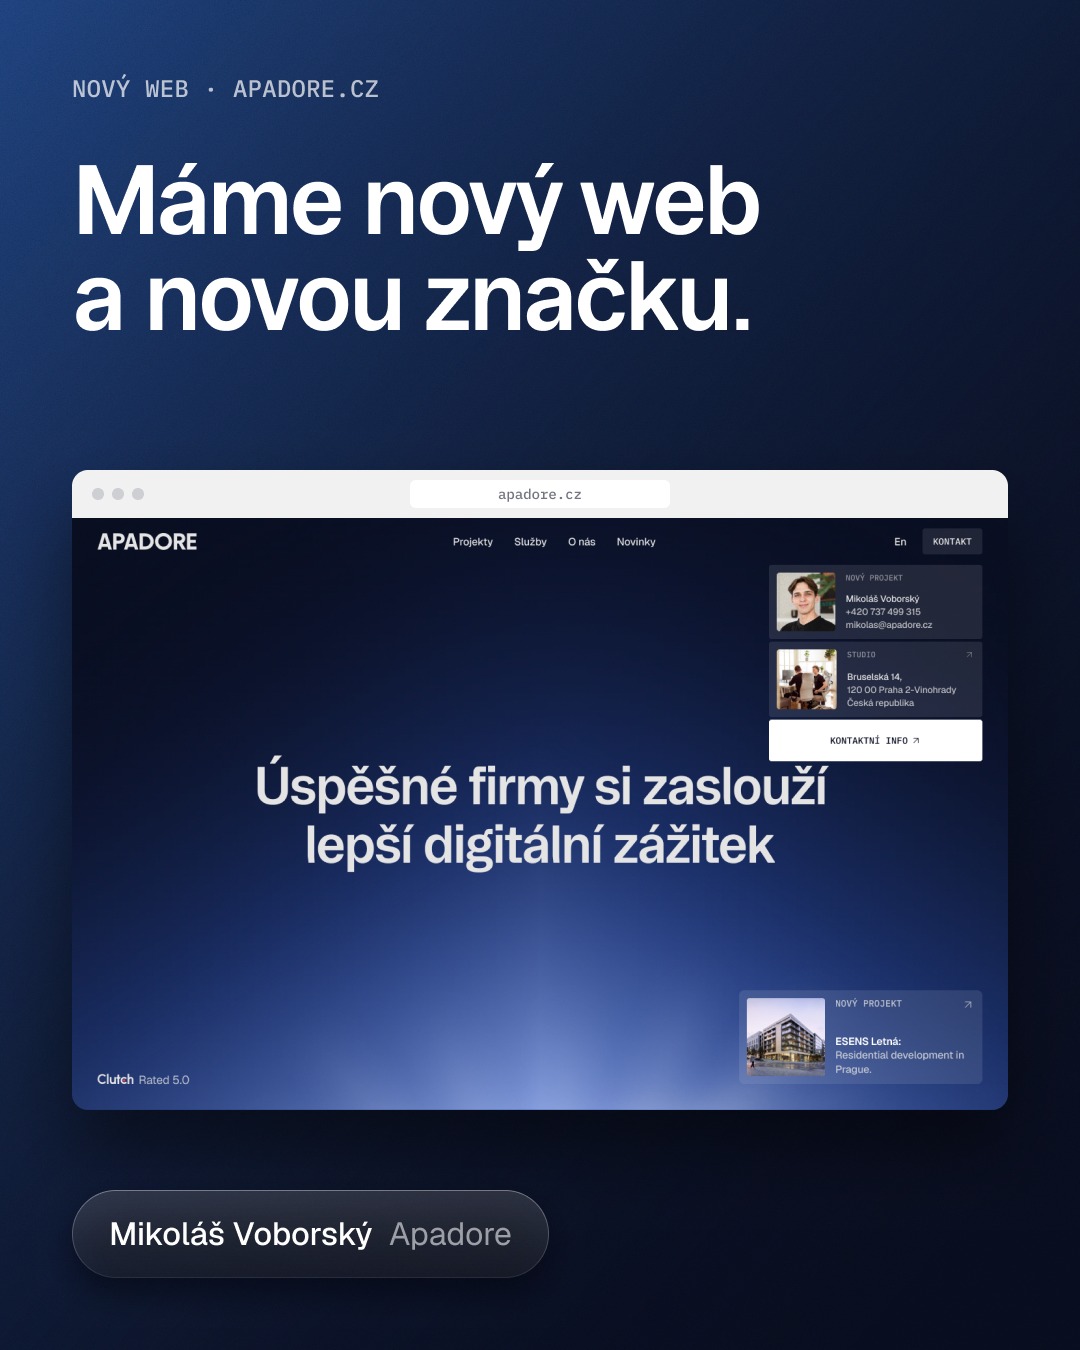 NOVÝ WEB · APADORE.CZ
Máme nový web
a novou značku.
apadore.cz
APADORE
Projekty Služby O nás Novinky
En KONTAKT
NOVÝ PROJEKT
Mikoláš Voborský
+420 737 499 315
mikolas@apadore.cz
STUDIO
Bruselská 14,
120 00 Praha 2-Vinohrady
Česká republika
KONTAKTNÍ INFO
Úspěšné firmy si zaslouží
lepší digitální zážitek
NOVÝ PROJEKT
ESENS Letná:
Residential development in
Prague.
Clutch Rated 5.0
Mikoláš Voborský Apadore